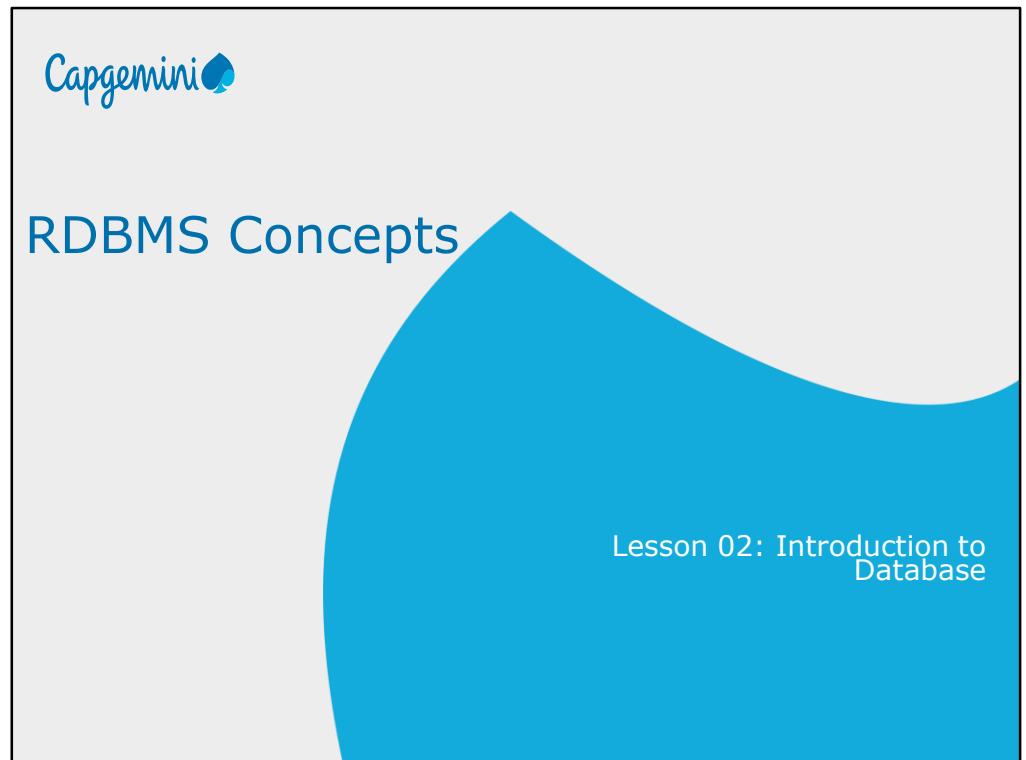 Capgemini
RDBMS Concepts
Lesson 02: Introduction to
Database